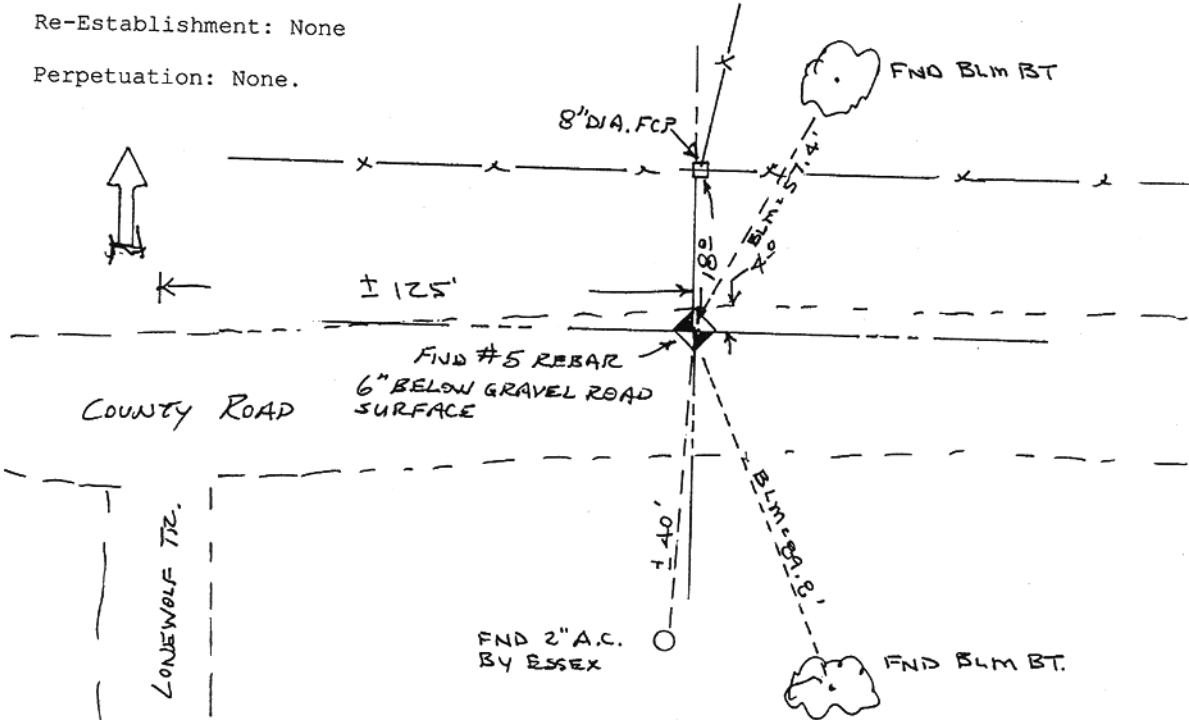 Re-Establishment: None
Perpetuation: None.
FND BLM BT
8" DIA. FCP
BLM=57.4'
18°
4°
± 125'
FND #5 REBAR
6" BELOW GRAVEL ROAD
SURFACE
COUNTY ROAD
± 40'
BLM=89.8'
LONEWOLF TR.
FND 2" A.C.
BY ESSEX
FND BLM BT.